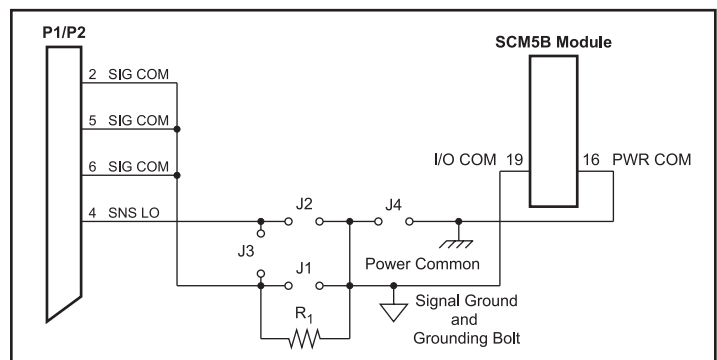 P1/P2
SCM5B Module
2 SIG COM
5 SIG COM
6 SIG COM
I/O COM 19
16 PWR COM
4 SNS LO
J2
J4
J3
Power Common
J1
R1
Signal Ground
and
Grounding Bolt